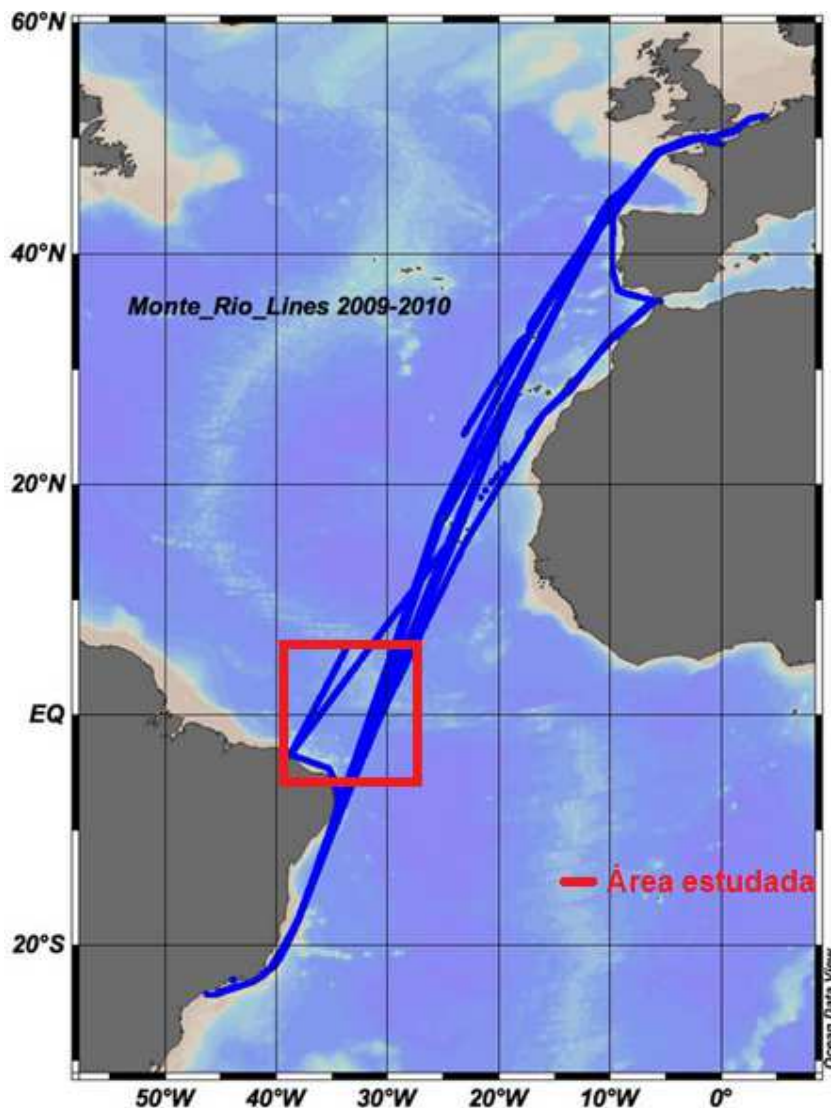 60°N
40°N
Monte_Rio_Lines 2009-2010
20°N
EQ
Área estudada
20°S
50°W 40°W 30°W 20°W 10°W 0°
Ocean Data View